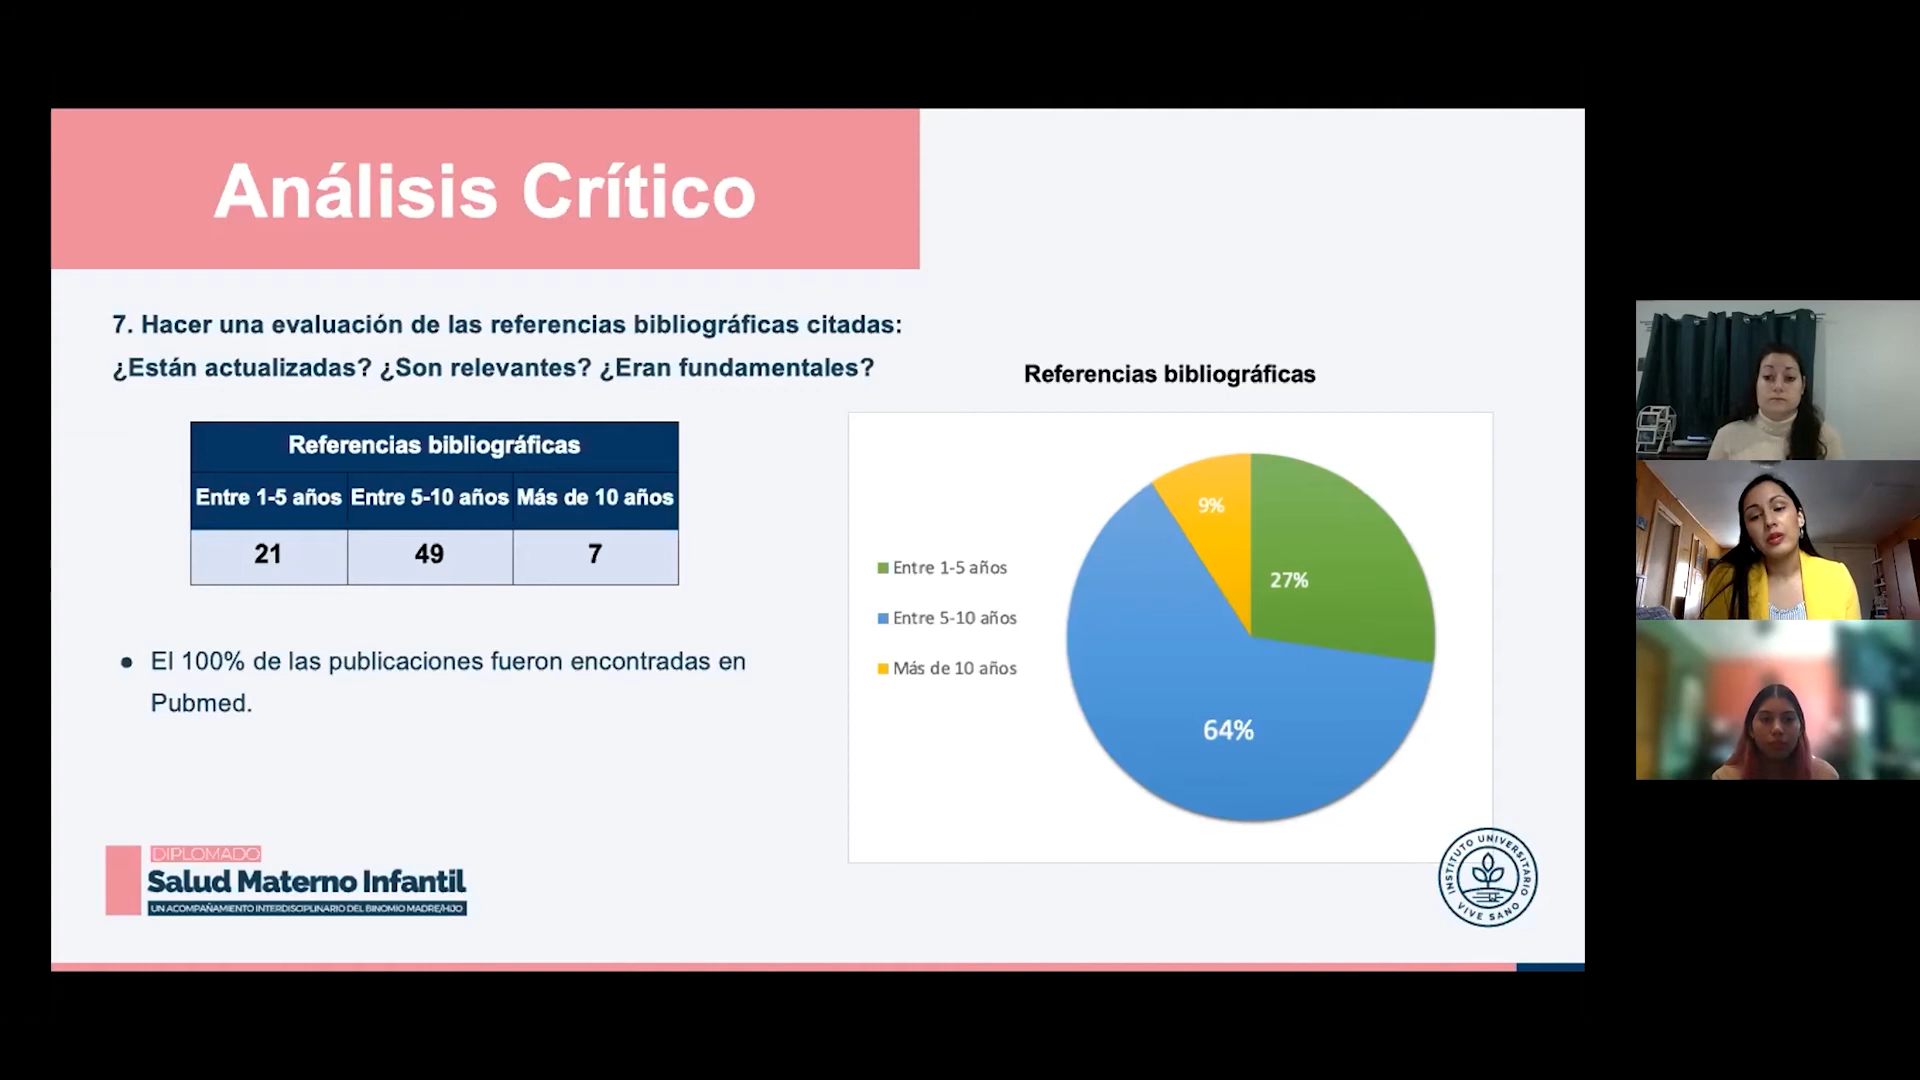 Análisis Crítico
7. Hacer una evaluación de las referencias bibliográficas citadas:
¿Están actualizadas? ¿Son relevantes? ¿Eran fundamentales?
Referencias bibliográficas
Entre 1-5 años Entre 5-10 años Más de 10 años
21 49 7
● El 100% de las publicaciones fueron encontradas en
Pubmed.
Referencias bibliográficas
Entre 1-5 años
Entre 5-10 años
Más de 10 años
9%
27%
64%
DIPLOMADO
Salud Materno Infantil
UN ACOMPAÑAMIENTO INTERDISCIPLINARIO DEL BINOMIO MADRE/HIJO
INSTITUTO UNIVERSITARIO
VIVE SANO